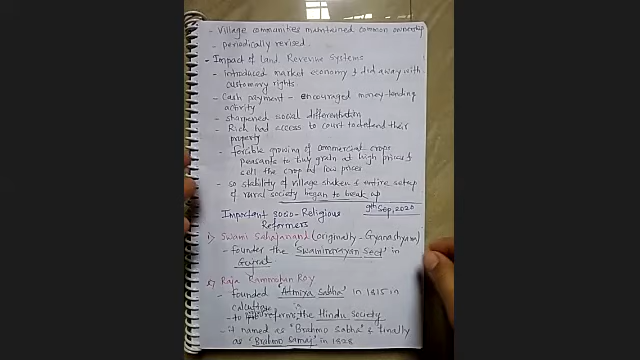 - Village communities maintained common ownership
- periodically revised.
- Impact of Land Revenue Systems
- introduced market economy & did away with
customary rights
- Cash payment - encouraged money-lending
activity
- sharpened social differentiation
- Rich had access to court to defend their
property
- forcible growing of commercial crops
peasants to buy grain at high prices &
sell the crop at low prices
- so stability of village shaken & entire setup
of rural society began to break up
9th Sep, 2020
Important Socio-Religious
Reformers
1) Swami Sahajanand (originally - Gyanashyama)
- founder the 'Swaminarayan Sect' in
Gujrat
2) Raja Rammohan Roy
- founded 'Atmiya Sabha' in 1815 in
calcutta
- to reforms the Hindu Society
- it named as 'Brahmo Sabha' & finally
as 'Brahmo Samaj' in 1828